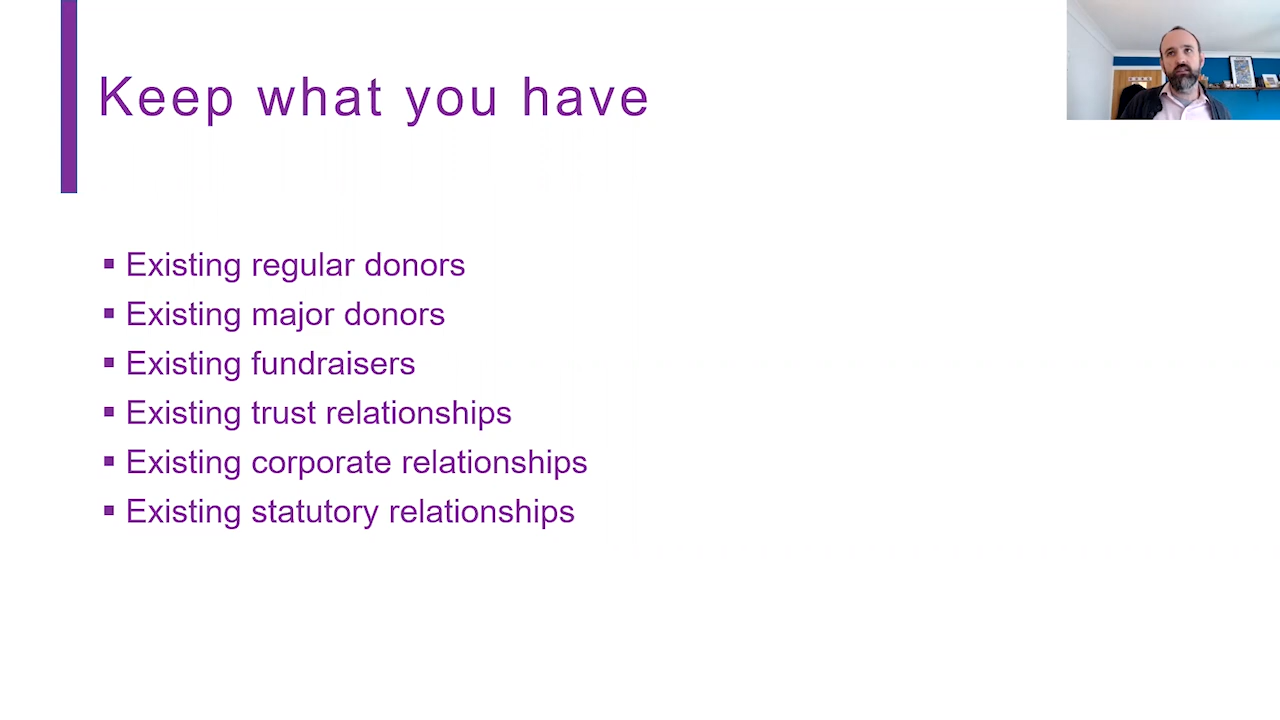 Keep what you have
▪ Existing regular donors
▪ Existing major donors
▪ Existing fundraisers
▪ Existing trust relationships
▪ Existing corporate relationships
▪ Existing statutory relationships